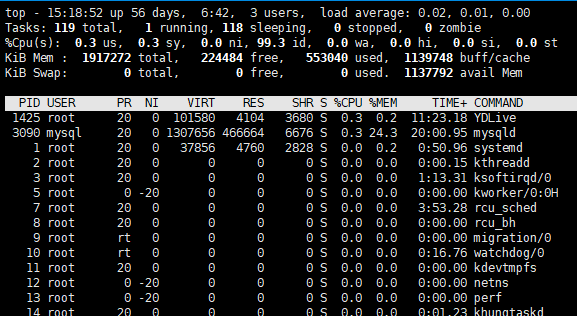 top - 15:18:52 up 56 days,  6:42,  3 users,  load average: 0.02, 0.01, 0.00
Tasks: 119 total,   1 running, 118 sleeping,   0 stopped,   0 zombie
%Cpu(s):  0.3 us,  0.3 sy,  0.0 ni, 99.3 id,  0.0 wa,  0.0 hi,  0.0 si,  0.0 st
KiB Mem :  1917272 total,   224484 free,   553040 used,  1139748 buff/cache
KiB Swap:        0 total,        0 free,        0 used.  1137792 avail Mem
PID USER      PR  NI    VIRT    RES    SHR S %CPU %MEM     TIME+ COMMAND
1425 root      20   0  101580   4104   3680 S  0.3  0.2  11:23.18 YDLive
3090 mysql     20   0 1307656 466664   6676 S  0.3 24.3  20:00.95 mysqld
1 root      20   0   37856   4760   2828 S  0.0  0.2   0:50.96 systemd
2 root      20   0       0      0      0 S  0.0  0.0   0:00.15 kthreadd
3 root      20   0       0      0      0 S  0.0  0.0   1:13.31 ksoftirqd/0
5 root       0 -20       0      0      0 S  0.0  0.0   0:00.00 kworker/0:0H
7 root      20   0       0      0      0 S  0.0  0.0   3:53.28 rcu_sched
8 root      20   0       0      0      0 S  0.0  0.0   0:00.00 rcu_bh
9 root      rt   0       0      0      0 S  0.0  0.0   0:00.00 migration/0
10 root      rt   0       0      0      0 S  0.0  0.0   0:16.76 watchdog/0
11 root      20   0       0      0      0 S  0.0  0.0   0:00.00 kdevtmpfs
12 root       0 -20       0      0      0 S  0.0  0.0   0:00.00 netns
13 root       0 -20       0      0      0 S  0.0  0.0   0:00.00 perf
14 root      20   0       0      0      0 S  0.0  0.0   0:01.23 khungtaskd